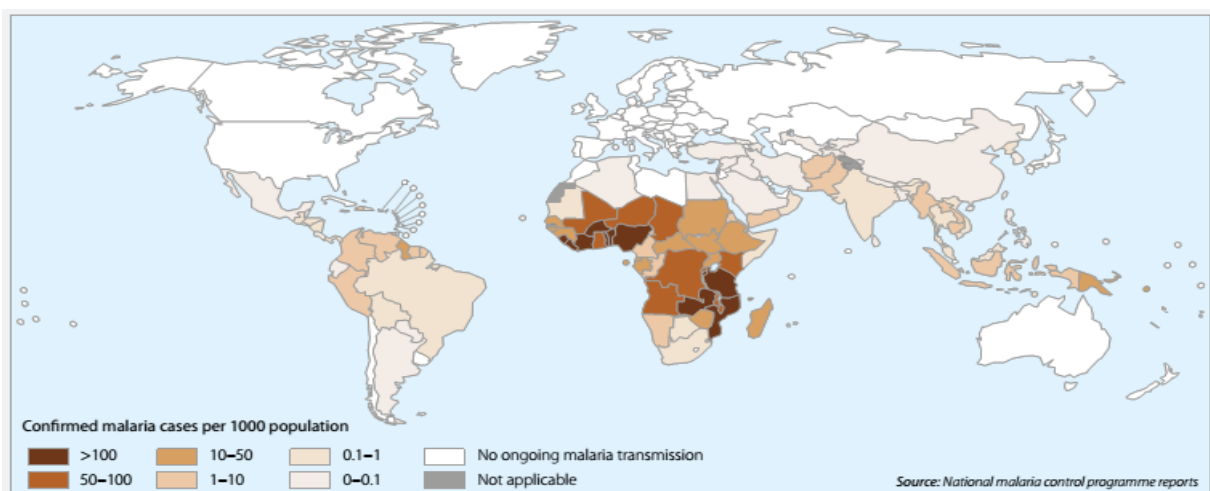 Confirmed malaria cases per 1000 population
>100
10–50
0.1–1
No ongoing malaria transmission
50–100
1–10
0–0.1
Not applicable
Source: National malaria control programme reports